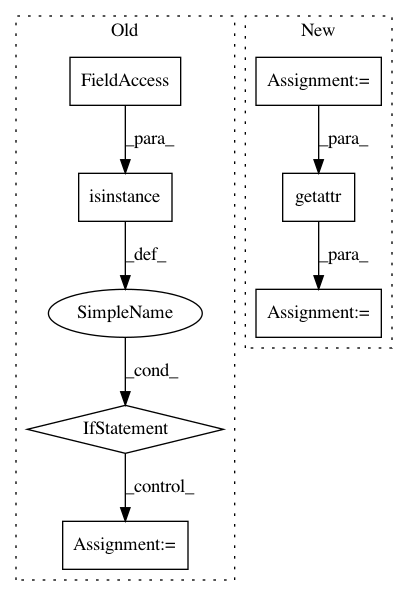 Old
New
FieldAccess
Assignment:=
_para_
_para_
isinstance
getattr
_def_
_para_
SimpleName
Assignment:=
_cond_
IfStatement
_control_
Assignment:=